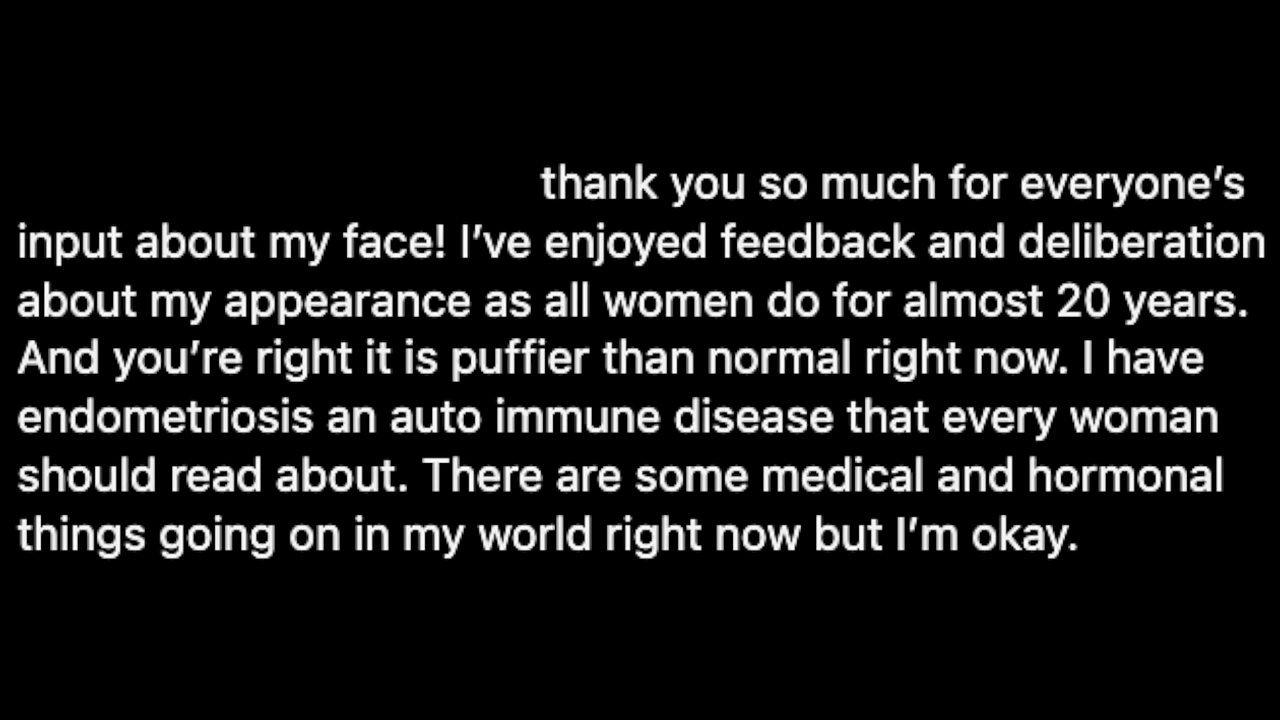 thank you so much for everyone’s
input about my face! I’ve enjoyed feedback and deliberation
about my appearance as all women do for almost 20 years.
And you’re right it is puffier than normal right now. I have
endometriosis an auto immune disease that every woman
should read about. There are some medical and hormonal
things going on in my world right now but I’m okay.